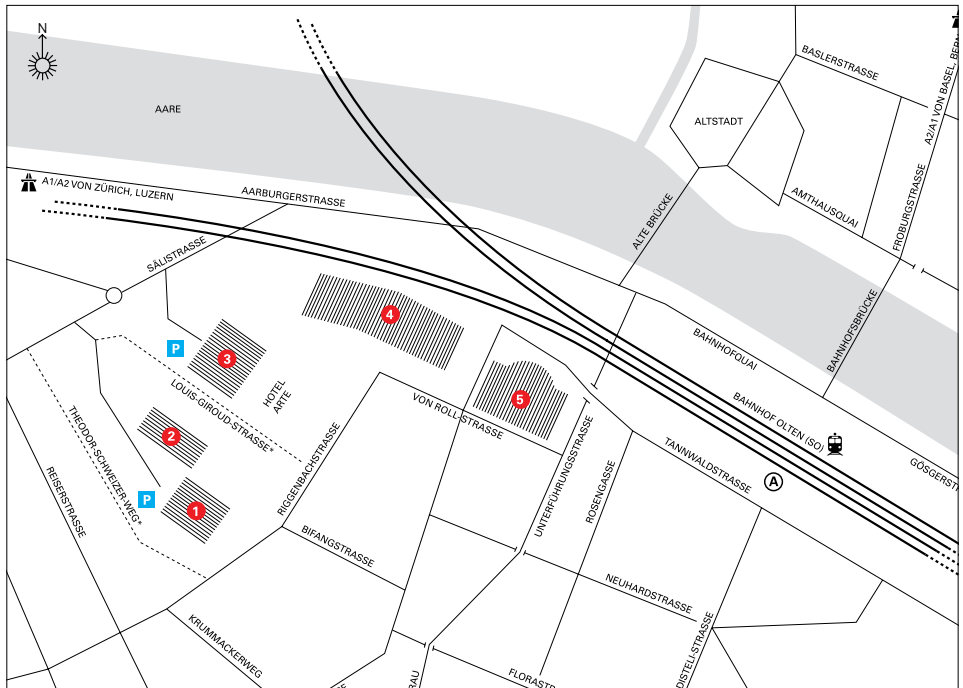 N
BASLERSTRASSE
A2/A1 VON BASEL, BERN
AARE
ALTSTADT
A1/A2 VON ZÜRICH, LUZERN
AARBURGERSTRASSE
AMTHAUSQUAI
FROBURGSTRASSE
ALTE BRÜCKE
SÄLISTRASSE
BAHNHOFSBRÜCKE
4
BAHNHOFQUAI
P
3
HOTEL
ARTE
LOUIS-GIROUD-STRASSE*
5
VON ROLL-STRASSE
BAHNHOF OLTEN (SO)
THEODOR-SCHWEIZER-WEG*
2
RIGGENBACHSTRASSE
UNTERFÜHRUNGSSTRASSE
ROSENGASSE
TANNWALDSTRASSE
GÖSGERST
A
REISERSTRASSE
P
1
BIFANGSTRASSE
NEUHARDSTRASSE
KRUMMACKERWEG
RAU
FLORASTR
DISTELI-STRASSE